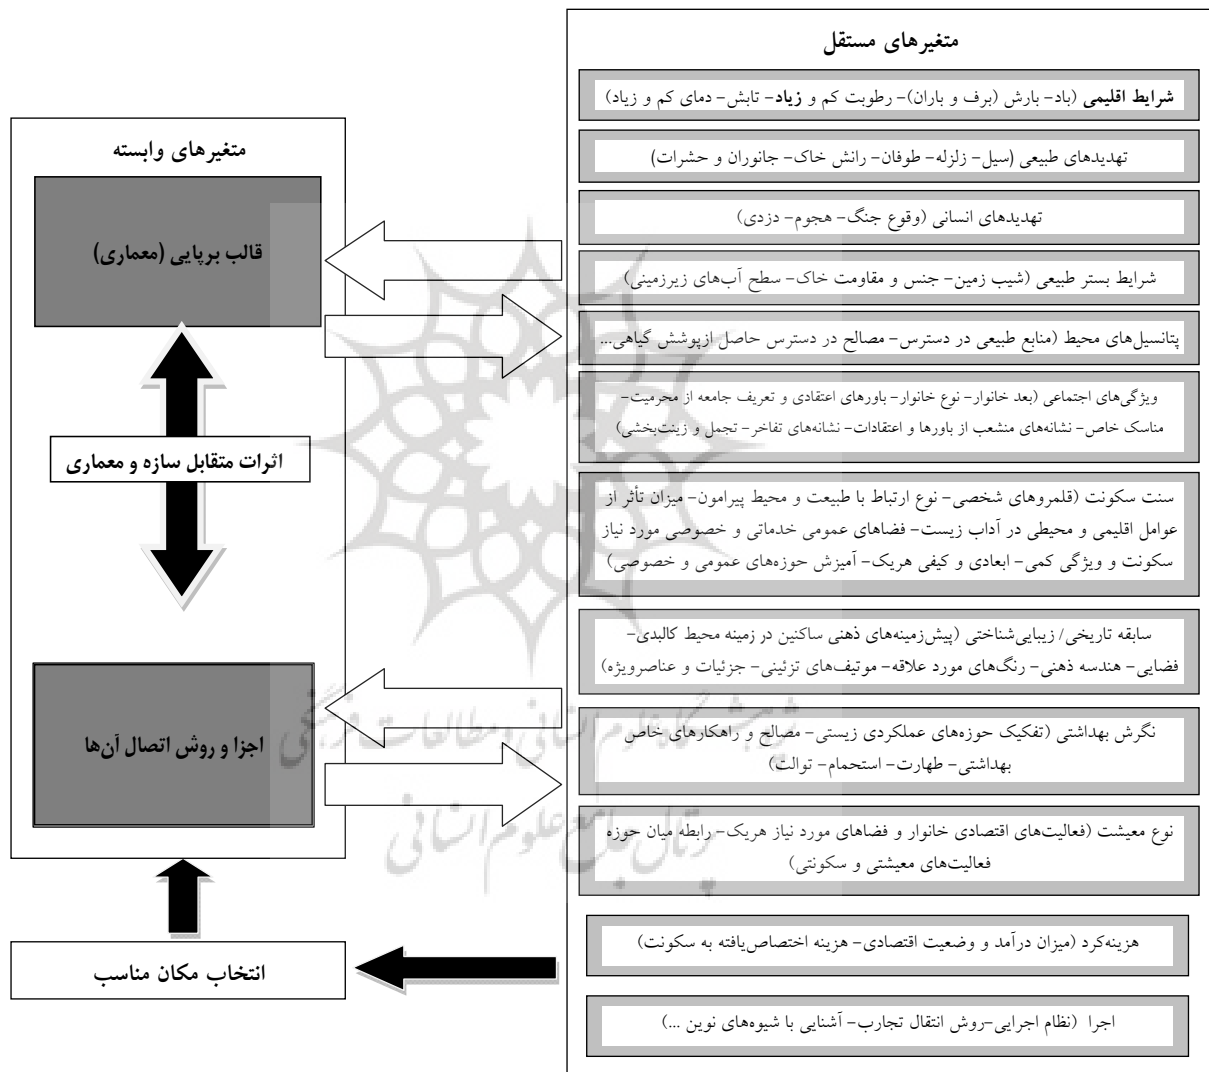 متغیرهای مستقل
شرایط اقلیمی (باد- بارش (برف و باران)- رطوبت کم و زیاد- تابش- دمای کم و زیاد)
تهدیدهای طبیعی (سیل- زلزله- طوفان- رانش خاک- جانوران و حشرات)
تهدیدهای انسانی (وقوع جنگ- هجوم- دزدی)
شرایط بستر طبیعی (شیب زمین- جنس و مقاومت خاک- سطح آب‌های زیرزمینی)
پتانسیل‌های محیط (منابع طبیعی در دسترس- مصالح در دسترس حاصل ازپوشش گیاهی...
ویژگی‌های اجتماعی (بعد خانوار- نوع خانوار- باورهای اعتقادی و تعریف جامعه از محرمیت-
مناسک خاص- نشانه‌های منشعب از باورها و اعتقادات- نشانه‌های تفاخر- تجمل و زینت‌بخشی)
سنت سکونت (قلمروهای شخصی- نوع ارتباط با طبیعت و محیط پیرامون- میزان تأثر از
عوامل اقلیمی و محیطی در آداب زیست- فضاهای عمومی خدماتی و خصوصی مورد نیاز
سکونت و ویژگی کمی- ابعادی و کیفی هریک- آمیزش حوزه‌های عمومی و خصوصی)
سابقه تاریخی/ زیبایی‌شناختی (پیش‌زمینه‌های ذهنی ساکنین در زمینه محیط کالبدی-
فضایی- هندسه ذهنی- رنگ‌های مورد علاقه- موتیف‌های تزئینی- جزئیات و عناصرویژه)
نگرش بهداشتی (تفکیک حوزه‌های عملکردی زیستی- مصالح و راهکارهای خاص
بهداشتی- طهارت- استحمام- توالت)
نوع معیشت (فعالیت‌های اقتصادی خانوار و فضاهای مورد نیاز هریک- رابطه میان حوزه
فعالیت‌های معیشتی و سکونتی)
هزینه‌کرد (میزان درآمد و وضعیت اقتصادی- هزینه اختصاص‌یافته به سکونت)
اجرا (نظام اجرایی-روش انتقال تجارب- آشنایی با شیوه‌های نوین ...)
متغیرهای وابسته
قالب برپایی (معماری)
اثرات متقابل سازه و معماری
اجزا و روش اتصال آن‌ها
انتخاب مکان مناسب
پژوهشگاه علوم انسانی و مطالعات فرهنگی
پرتال جامع علوم انسانی